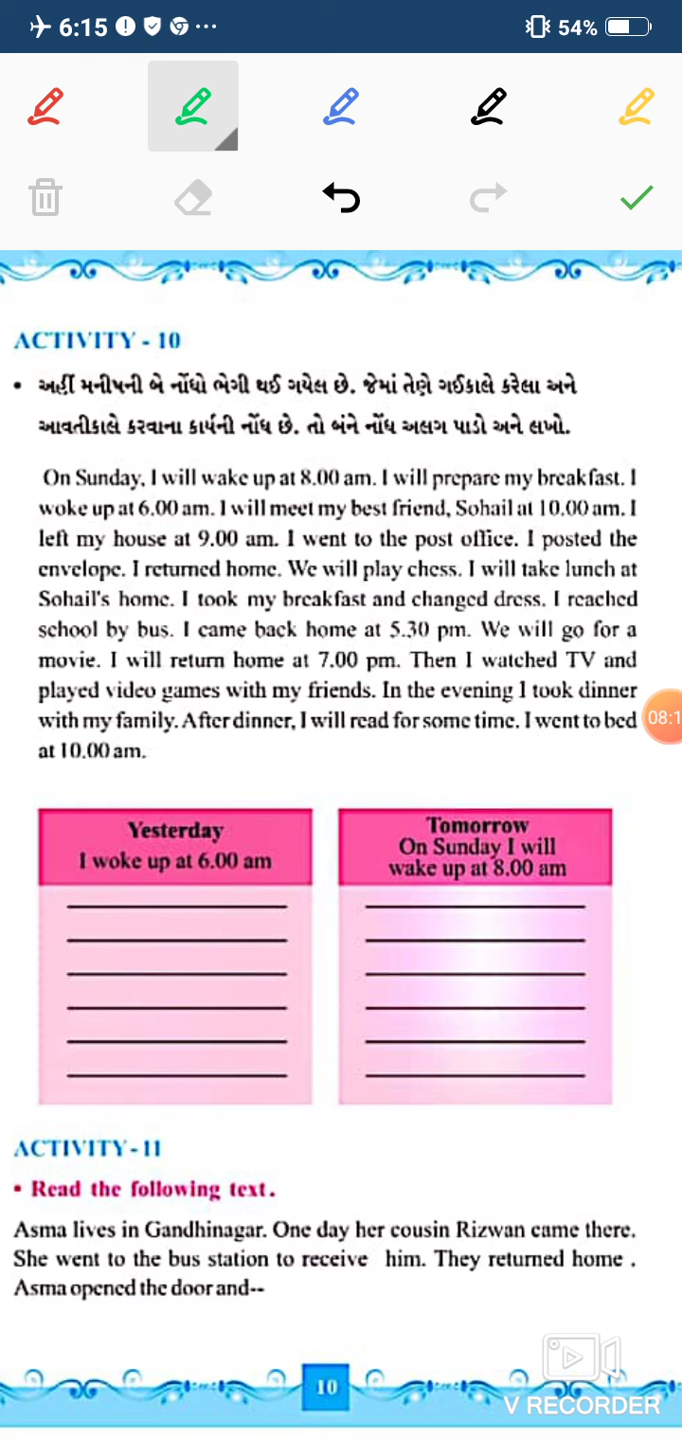 6:15
54%
ACTIVITY - 10
• અહીં મનીષની બે નોંધો ભેગી થઈ ગયેલ છે. જેમાં તેણે ગઈકાલે કરેલા અને
આવતીકાલે કરવાના કાર્યની નોંધ છે. તો બંને નોંધ અલગ પાડો અને લખો.
On Sunday, I will wake up at 8.00 am. I will prepare my breakfast. I
woke up at 6.00 am. I will meet my best friend, Sohail at 10.00 am. I
left my house at 9.00 am. I went to the post office. I posted the
envelope. I returned home. We will play chess. I will take lunch at
Sohail's home. I took my breakfast and changed dress. I reached
school by bus. I came back home at 5.30 pm. We will go for a
movie. I will return home at 7.00 pm. Then I watched TV and
played video games with my friends. In the evening I took dinner
with my family. After dinner, I will read for some time. I went to bed
at 10.00 am.
08:1
Yesterday
I woke up at 6.00 am
Tomorrow
On Sunday I will
wake up at 8.00 am
ACTIVITY-11
• Read the following text.
Asma lives in Gandhinagar. One day her cousin Rizwan came there.
She went to the bus station to receive him. They returned home .
Asma opened the door and--
10
V RECORDER